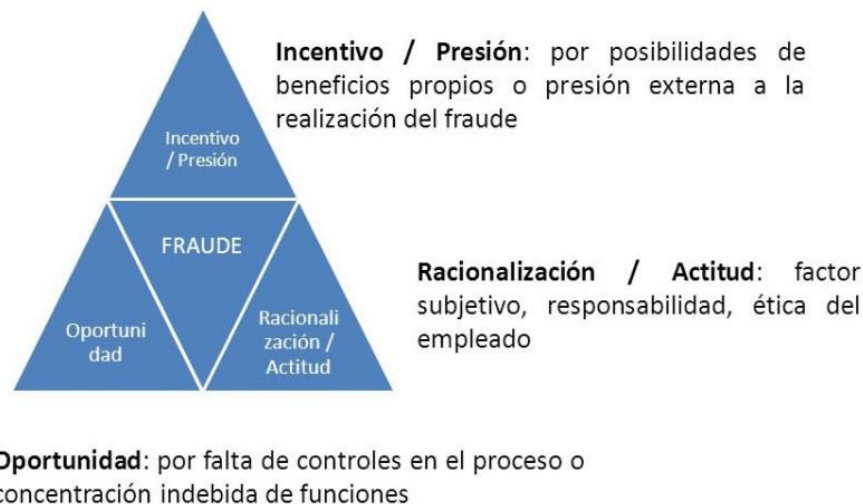 Incentivo / Presión: por posibilidades de
beneficios propios o presión externa a la
realización del fraude
Incentivo
/ Presión
FRAUDE
Oportuni
dad
Racionali
zación /
Actitud
Racionalización / Actitud: factor
subjetivo, responsabilidad, ética del
empleado
Oportunidad: por falta de controles en el proceso o
concentración indebida de funciones